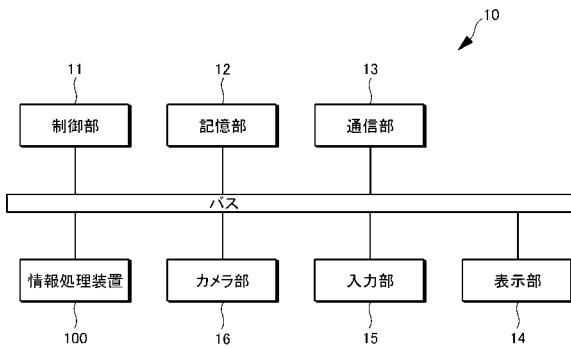 10
11 12 13
制御部 記憶部 通信部
バス
情報処理装置 カメラ部 入力部 表示部
100 16 15 14